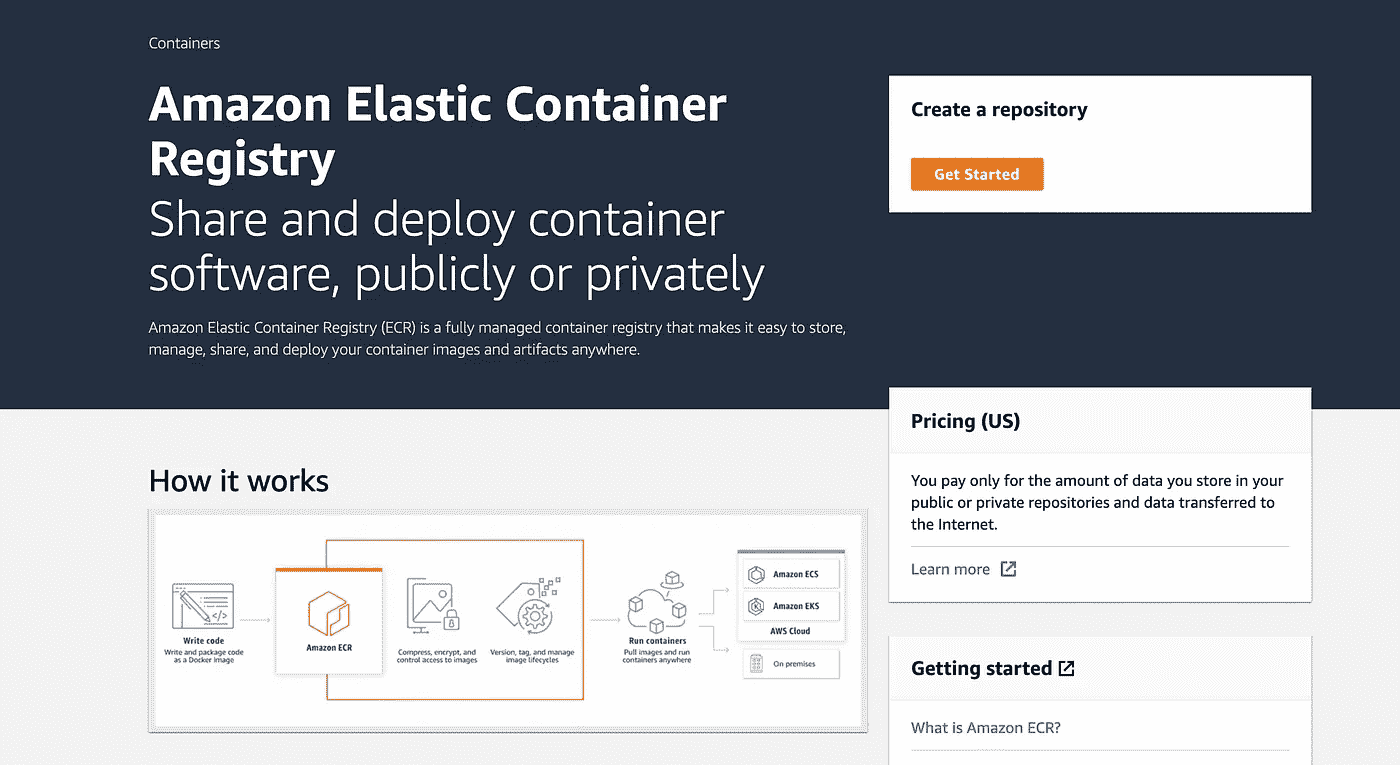 Containers
Amazon Elastic Container
Registry
Share and deploy container
software, publicly or privately
Amazon Elastic Container Registry (ECR) is a fully managed container registry that makes it easy to store,
manage, share, and deploy your container images and artifacts anywhere.
Create a repository
Get Started
Pricing (US)
You pay only for the amount of data you store in your
public or private repositories and data transferred to
the Internet.
Learn more
Getting started
What is Amazon ECR?
How it works
Write code
Write and package code
as a Docker image
Amazon ECR
Compress, encrypt, and
control access to images
Version, tag, and manage
image lifecycles
Run containers
Pull images and run
containers anywhere
Amazon ECS
Amazon EKS
AWS Cloud
On premises